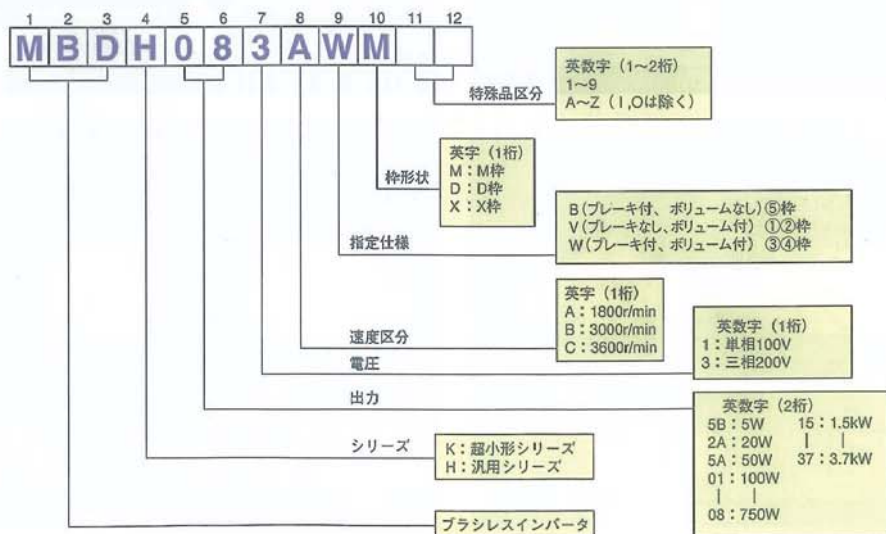 1 2 3 4 5 6 7 8 9 10 11 12
MBDH083AWM
特殊品区分
英数字（1～2桁）
1～9
A～Z（I,Oは除く）
枠形状
英字（1桁）
M：M枠
D：D枠
X：X枠
指定仕様
B（ブレーキ付、ボリュームなし）⑤枠
V（ブレーキなし、ボリューム付）①②枠
W（ブレーキ付、ボリューム付）③④枠
速度区分
英字（1桁）
A：1800r/min
B：3000r/min
C：3600r/min
電圧
英数字（1桁）
1：単相100V
3：三相200V
出力
英数字（2桁）
5B：5W 15：1.5kW
2A：20W | |
5A：50W 37：3.7kW
01：100W
| |
08：750W
シリーズ
K：超小形シリーズ
H：汎用シリーズ
ブラシレスインバータ